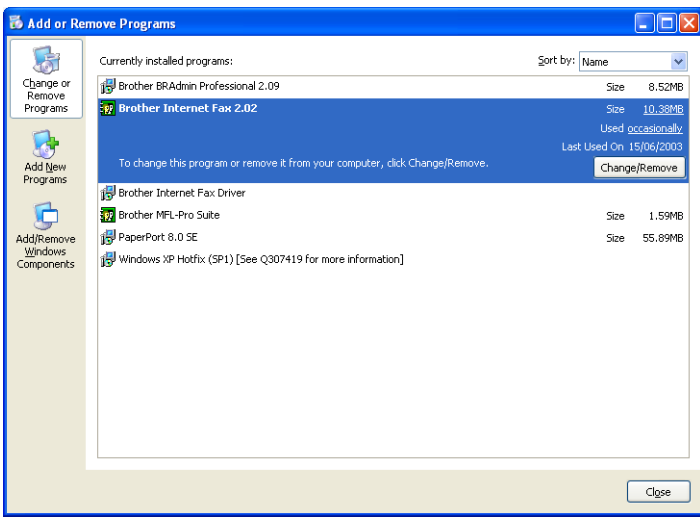 Add or Remove Programs
Change or
Remove
Programs
Add New
Programs
Add/Remove
Windows
Components
Currently installed programs:
Sort by: Name
Brother BRAdmin Professional 2.09 Size 8.52MB
Brother Internet Fax 2.02 Size 10.38MB
Used occasionally
Last Used On 15/06/2003
To change this program or remove it from your computer, click Change/Remove. Change/Remove
Brother Internet Fax Driver
Brother MFL-Pro Suite Size 1.59MB
PaperPort 8.0 SE Size 55.89MB
Windows XP Hotfix (SP1) [See Q307419 for more information]
Close